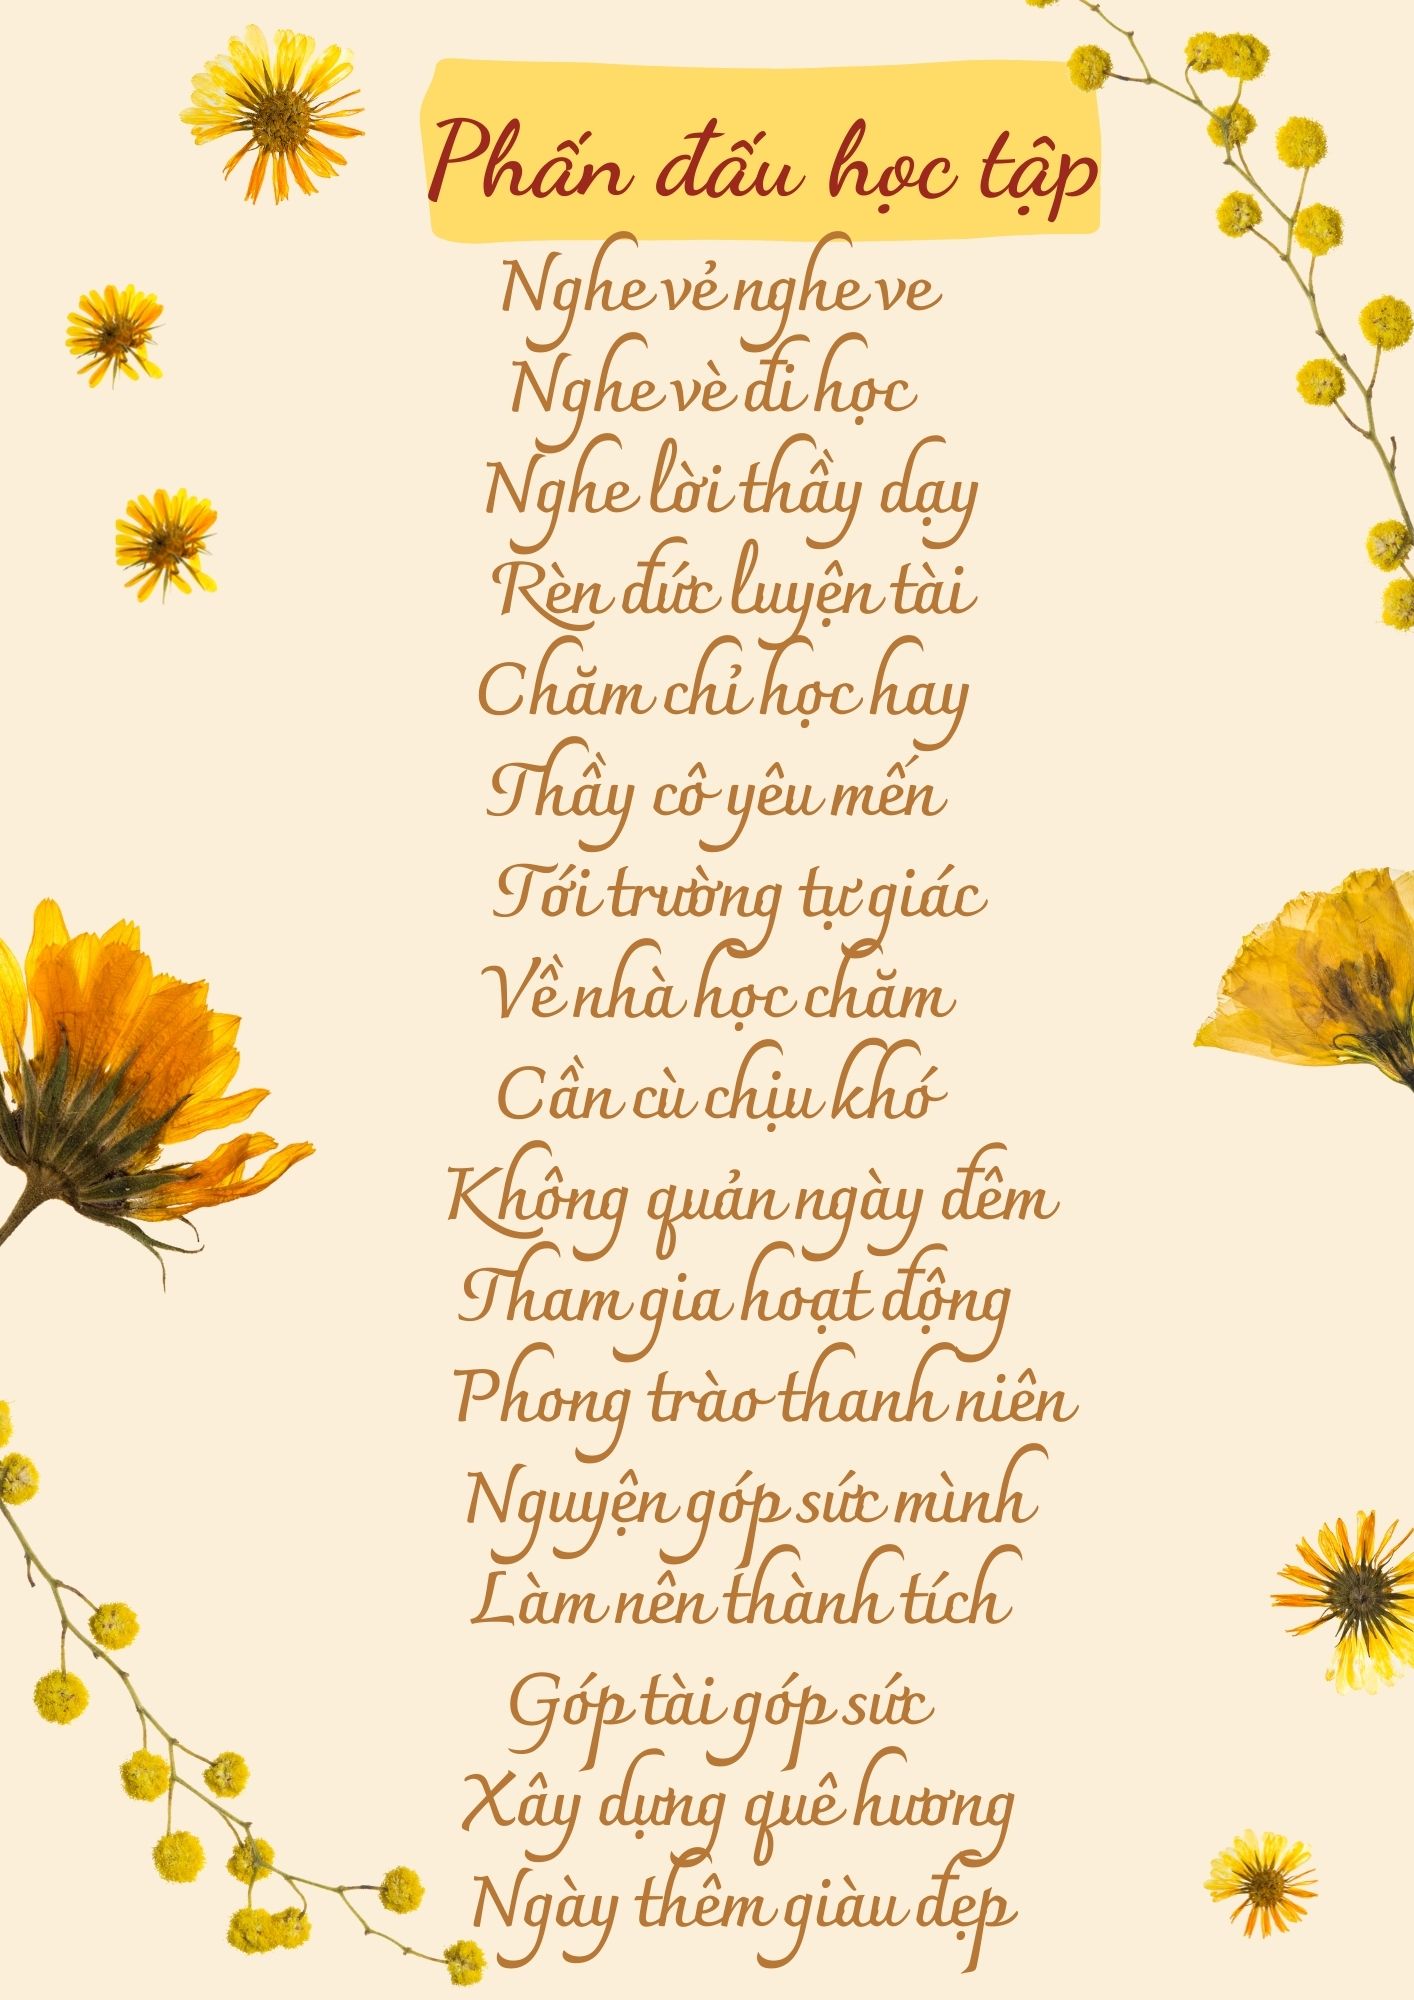 Phấn đấu học tập
Nghe vẻ nghe ve
Nghe vè đi học
Nghe lời thầy dạy
Rèn đức luyện tài
Chăm chỉ học hay
Thầy cô yêu mến
Tới trường tự giác
Về nhà học chăm
Cần cù chịu khó
Không quản ngày đêm
Tham gia hoạt động
Phong trào thanh niên
Nguyện góp sức mình
Làm nên thành tích
Góp tài góp sức
Xây dựng quê hương
Ngày thêm giàu đẹp